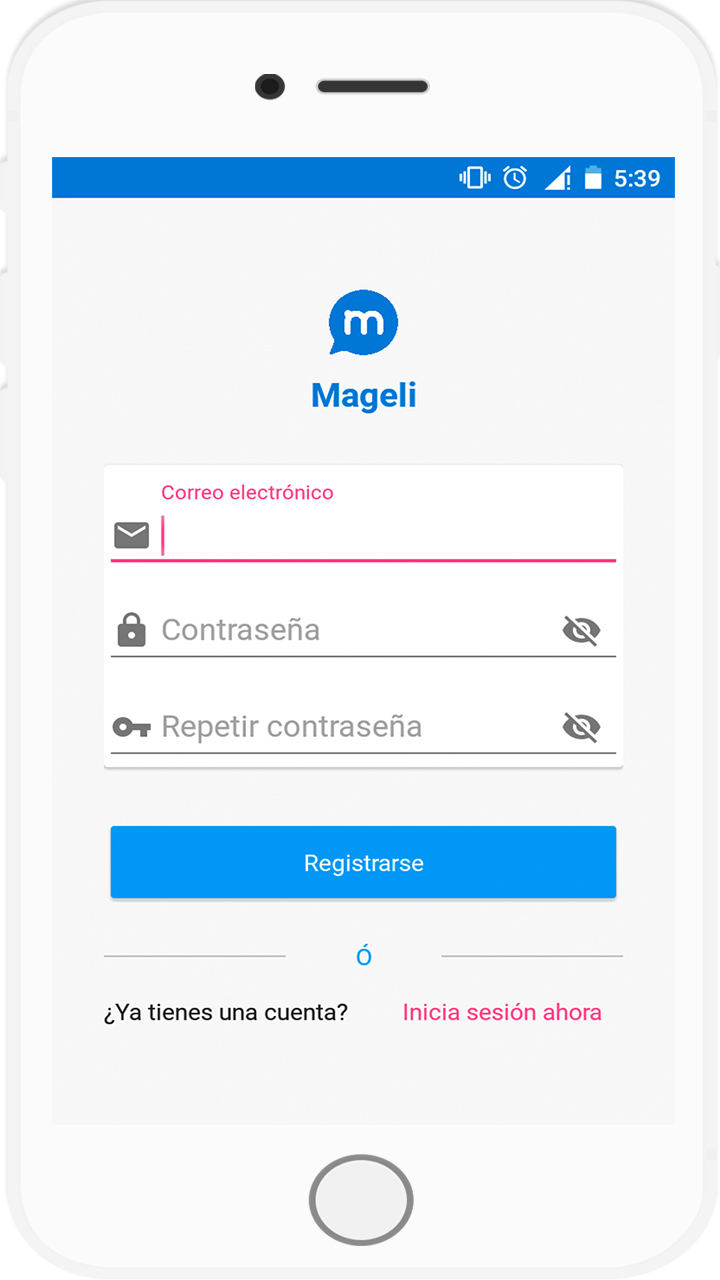 5:39
m
Mageli
Correo electrónico
Contraseña
Repetir contraseña
Registrarse
Ó
¿Ya tienes una cuenta? Inicia sesión ahora